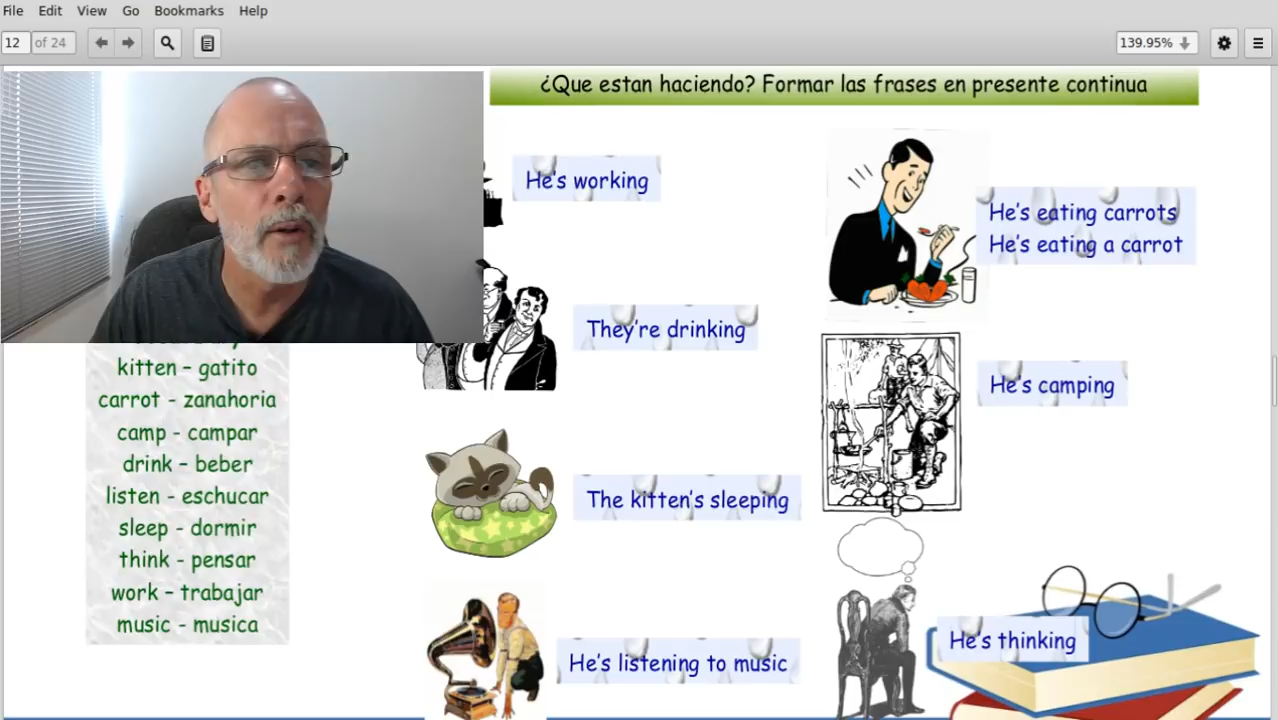 File Edit View Go Bookmarks Help
12 of 24
139.95%
¿Que estan haciendo? Formar las frases en presente continua
He's working
He's eating carrots
He's eating a carrot
They're drinking
He's camping
kitten – gatito
carrot - zanahoria
camp - campar
drink – beber
listen - eschucar
sleep - dormir
think - pensar
work – trabajar
music - musica
The kitten's sleeping
He's listening to music
He's thinking